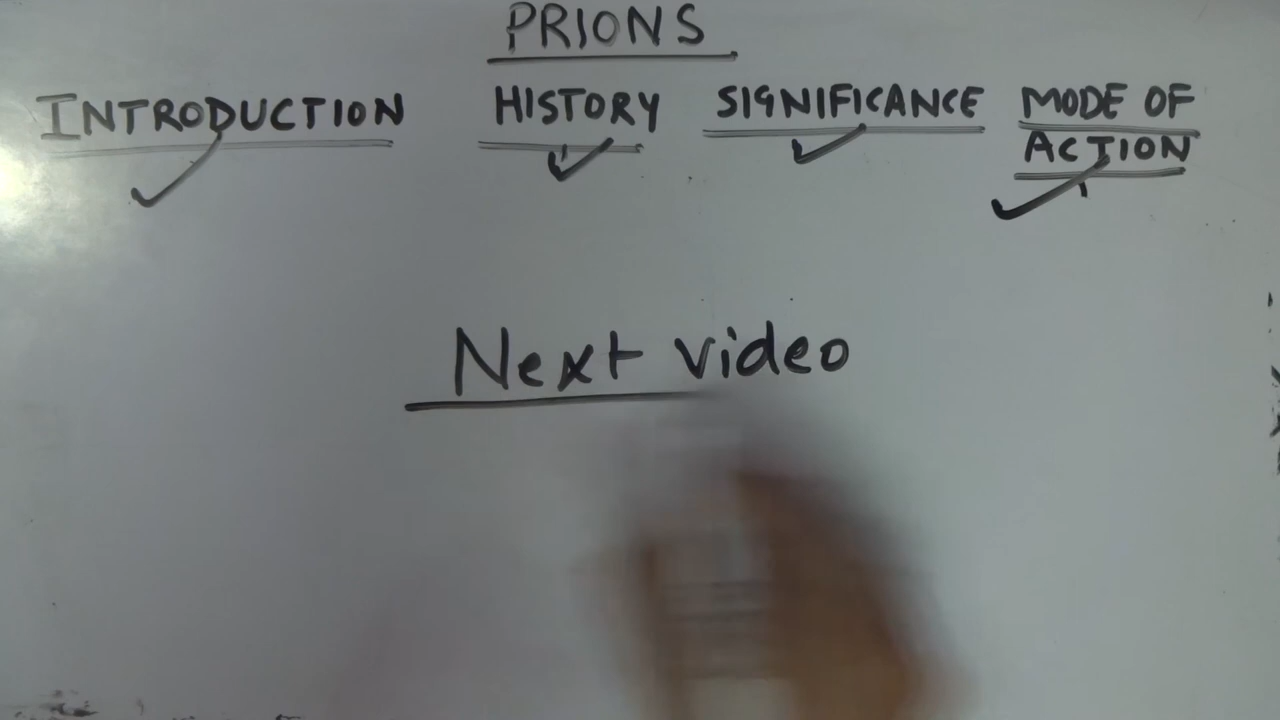 PRIONS
INTRODUCTION HISTORY SIGNIFICANCE MODE OF
ACTION
Next video